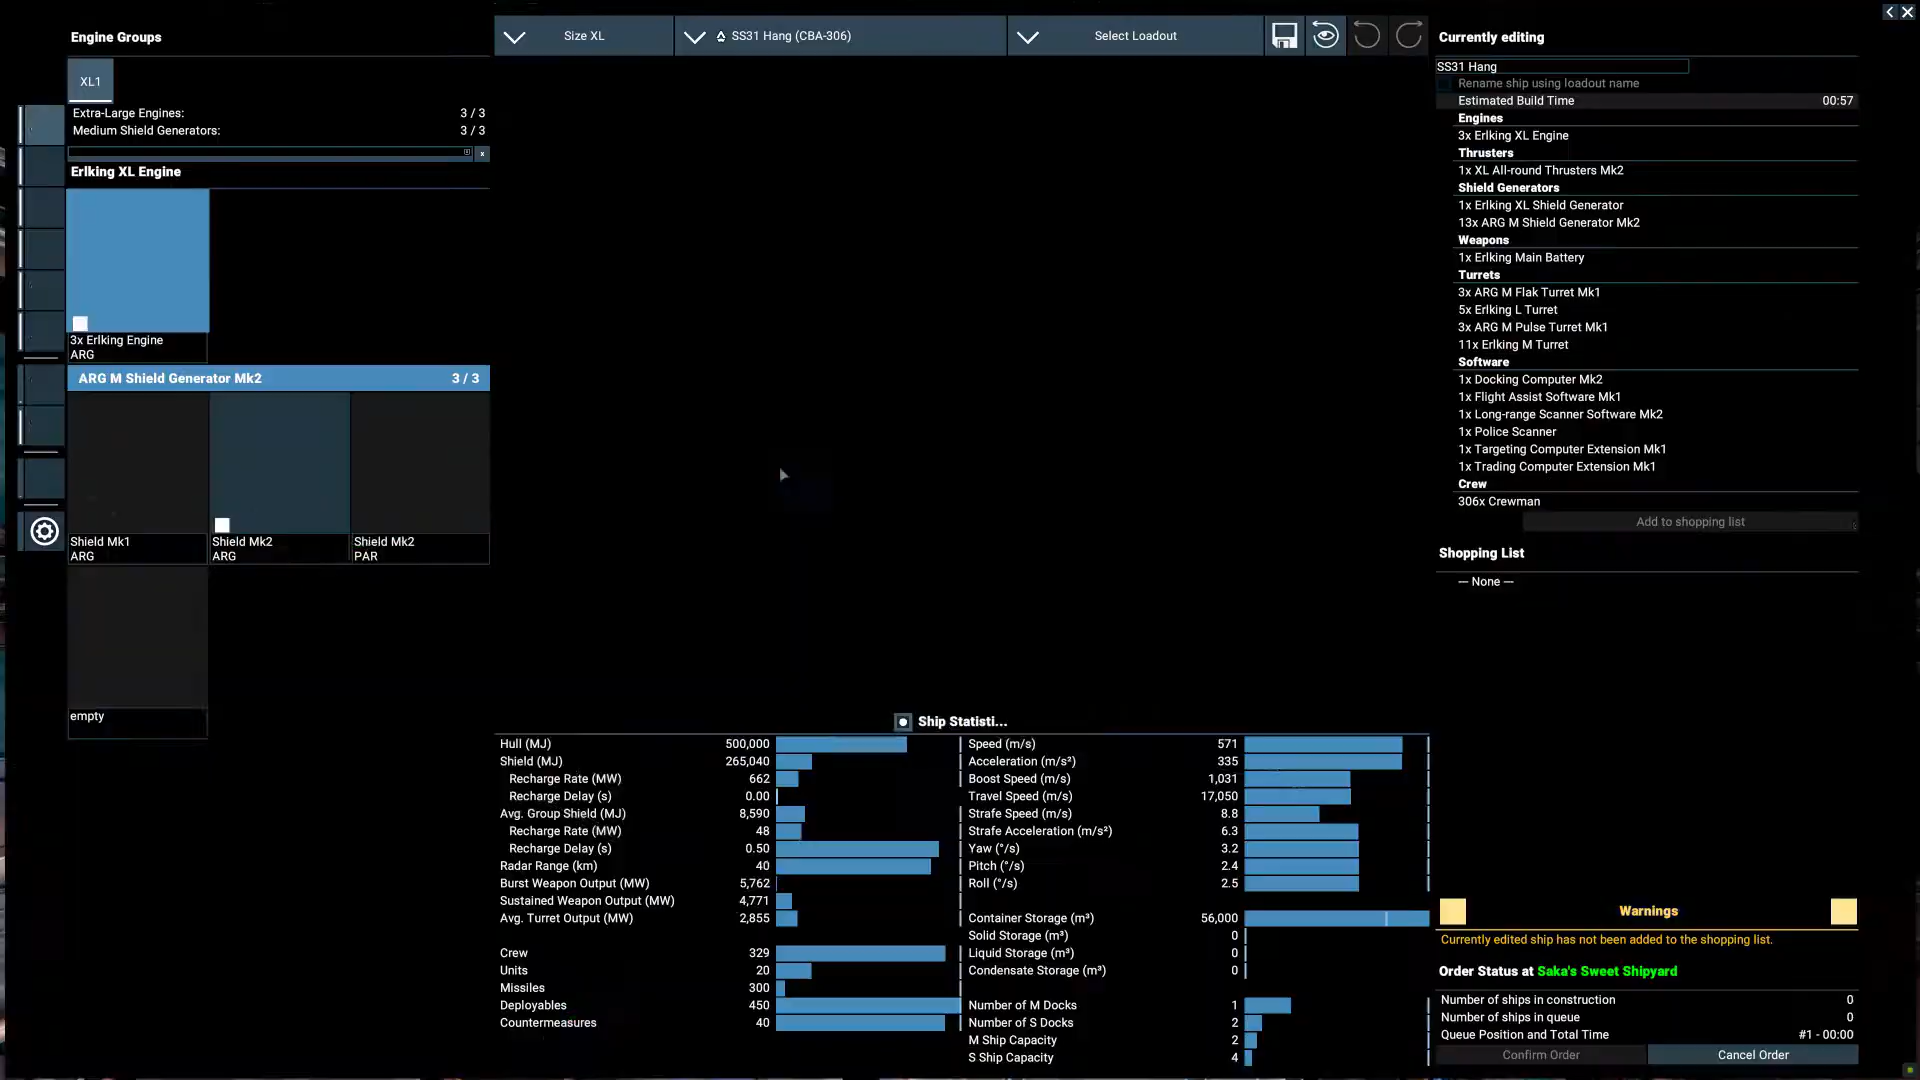 Engine Groups
XL1
Extra-Large Engines: 3 / 3
Medium Shield Generators: 3 / 3
x
Erlking XL Engine
3x Erlking Engine
ARG
ARG M Shield Generator Mk2 3 / 3
Shield Mk1
ARG
Shield Mk2
ARG
Shield Mk2
PAR
empty
Size XL
SS31 Hang (CBA-306)
Select Loadout
Ship Statisti...
Hull (MJ) 500,000
Shield (MJ) 265,040
Recharge Rate (MW) 662
Recharge Delay (s) 0.00
Avg. Group Shield (MJ) 8,590
Recharge Rate (MW) 48
Recharge Delay (s) 0.50
Radar Range (km) 40
Burst Weapon Output (MW) 5,762
Sustained Weapon Output (MW) 4,771
Avg. Turret Output (MW) 2,855
Crew 329
Units 20
Missiles 300
Deployables 450
Countermeasures 40
Speed (m/s) 571
Acceleration (m/s²) 335
Boost Speed (m/s) 1,031
Travel Speed (m/s) 17,050
Strafe Speed (m/s) 8.8
Strafe Acceleration (m/s²) 6.3
Yaw (°/s) 3.2
Pitch (°/s) 2.4
Roll (°/s) 2.5
Container Storage (m³) 56,000
Solid Storage (m³) 0
Liquid Storage (m³) 0
Condensate Storage (m³) 0
Number of M Docks 1
Number of S Docks 2
M Ship Capacity 2
S Ship Capacity 4
Currently editing
SS31 Hang
Rename ship using loadout name
Estimated Build Time 00:57
Engines
3x Erlking XL Engine
Thrusters
1x XL All-round Thrusters Mk2
Shield Generators
1x Erlking XL Shield Generator
13x ARG M Shield Generator Mk2
Weapons
1x Erlking Main Battery
Turrets
3x ARG M Flak Turret Mk1
5x Erlking L Turret
3x ARG M Pulse Turret Mk1
11x Erlking M Turret
Software
1x Docking Computer Mk2
1x Flight Assist Software Mk1
1x Long-range Scanner Software Mk2
1x Police Scanner
1x Targeting Computer Extension Mk1
1x Trading Computer Extension Mk1
Crew
306x Crewman
Add to shopping list
Shopping List
— None —
Warnings
Currently edited ship has not been added to the shopping list.
Order Status at Saka's Sweet Shipyard
Number of ships in construction 0
Number of ships in queue 0
Queue Position and Total Time #1 - 00:00
Confirm Order
Cancel Order